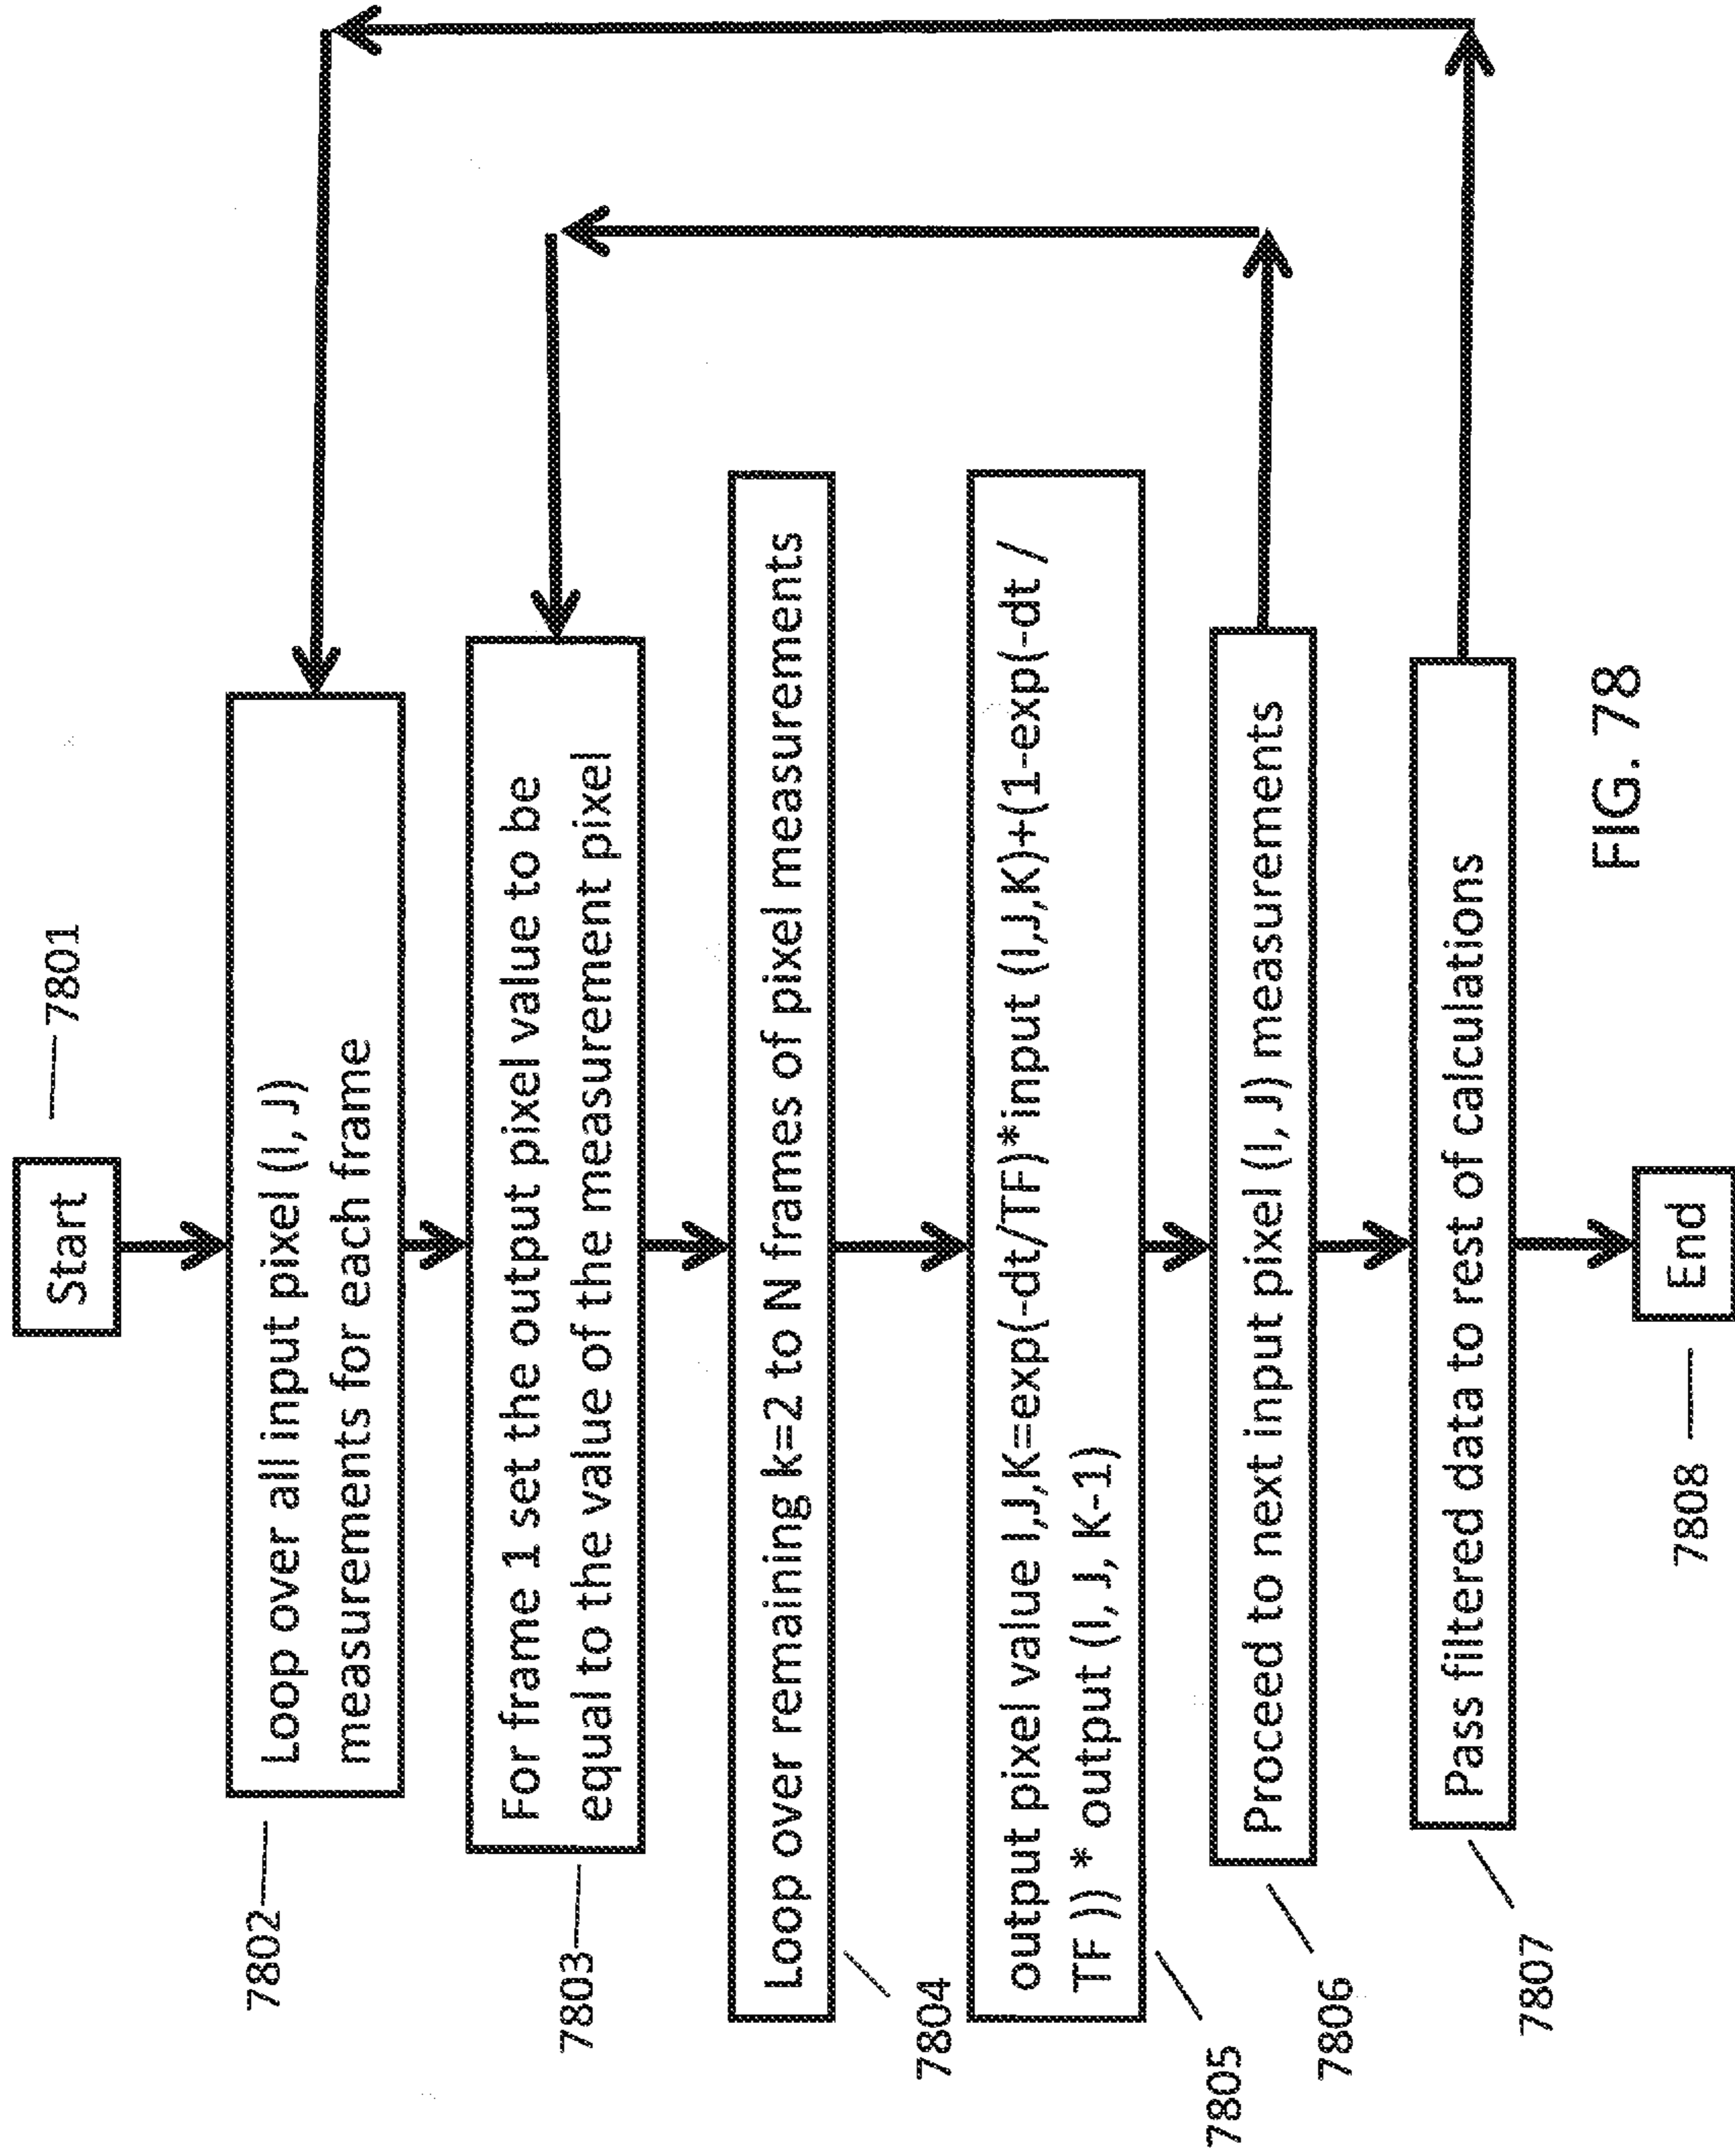 Start
7801
7802
Loop over all input pixel (I, J)
measurements for each frame
7803
For frame 1 set the output pixel value to be
equal to the value of the measurement pixel
7804
Loop over remaining k=2 to N frames of pixel measurements
7805
output pixel value I,J,K=exp(-dt/TF)*input (I,J,K)+(1-exp(-dt /
TF )) * output (I, J, K-1)
7806
Proceed to next input pixel (I, J) measurements
7807
Pass filtered data to rest of calculations
7808
End
FIG. 78